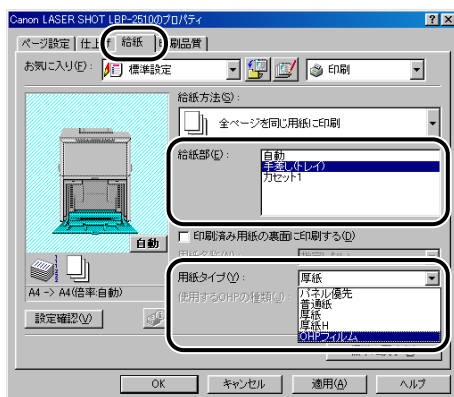 Canon LASER SHOT LBP-2510のプロパティ
ページ設定 仕上げ 給紙 印刷品質
お気に入り(F): 標準設定 印刷
給紙方法(S):
全ページを同じ用紙に印刷
給紙部(E): 自動
手差し(トレイ)
カセット1
自動
印刷済み用紙の裏面に印刷する(D)
用紙タイプ(Y): 厚紙
使用するOHPの種類(J): パネル優先
普通紙
厚紙
厚紙H
OHPフィルム
A4 -> A4(倍率:自動)
設定確認(V)
OK キャンセル 適用(A) ヘルプ